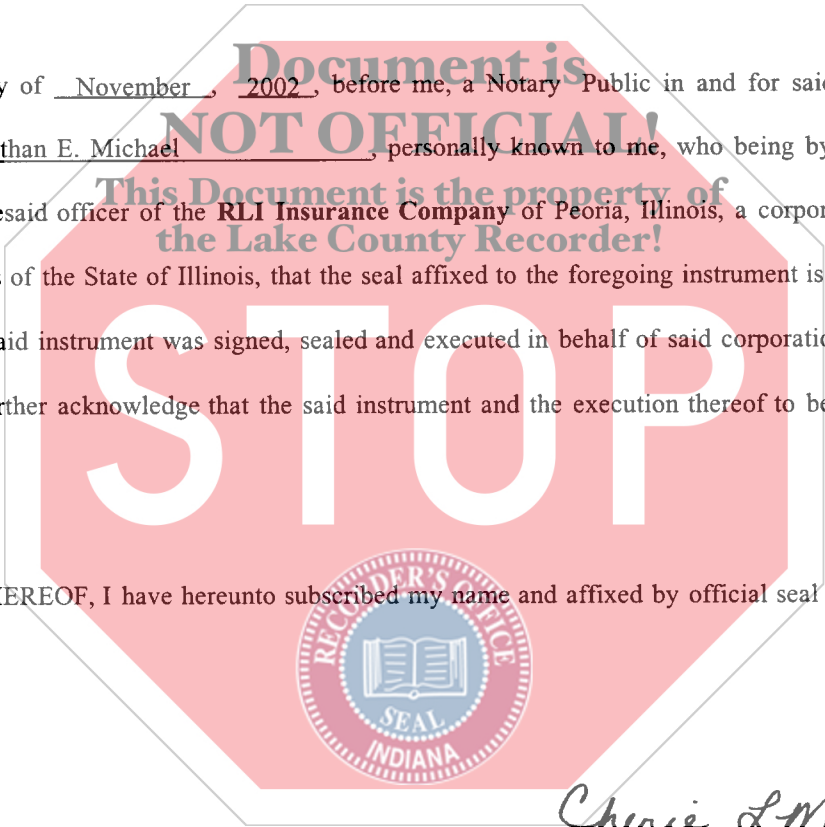 Document is
y of November, 2002, before me, a Notary Public in and for said
NOT OFFICIAL!
than E. Michael, personally known to me, who being by
This Document is the property of
esaid officer of the RLI Insurance Company of Peoria, Illinois, a corpor
the Lake County Recorder!
s of the State of Illinois, that the seal affixed to the foregoing instrument is
aid instrument was signed, sealed and executed in behalf of said corporatio
STOP
rther acknowledge that the said instrument and the execution thereof to be
EREOF, I have hereunto subscribed my name and affixed by official seal
RECORDER'S OFFICE
SEAL
INDIANA
Cherie L